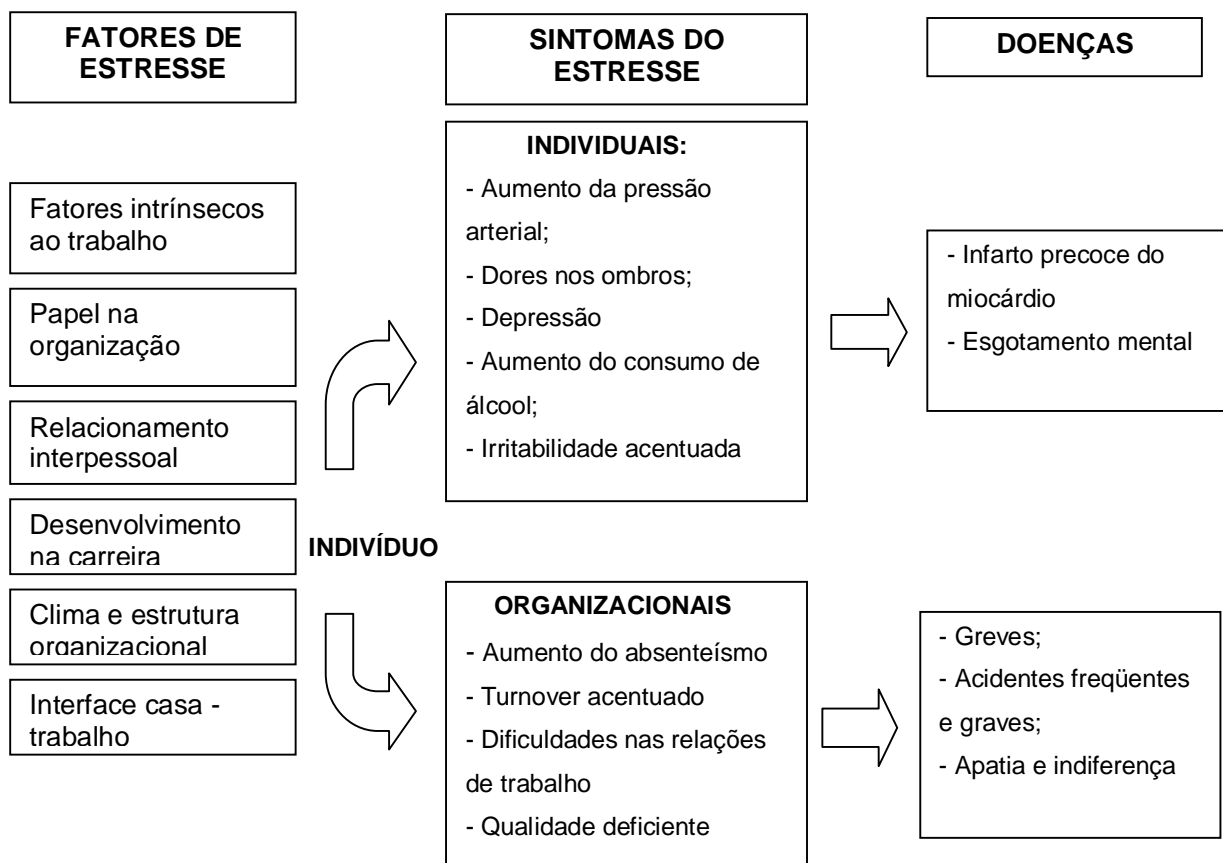 FATORES DE
ESTRESSE
SINTOMAS DO
ESTRESSE
DOENÇAS
Fatores intrínsecos
ao trabalho
Papel na
organização
Relacionamento
interpessoal
Desenvolvimento
na carreira
Clima e estrutura
organizacional
Interface casa -
trabalho
INDIVÍDUO
INDIVIDUAIS:
- Aumento da pressão
arterial;
- Dores nos ombros;
- Depressão
- Aumento do consumo de
álcool;
- Irritabilidade acentuada
ORGANIZACIONAIS
- Aumento do absenteísmo
- Turnover acentuado
- Dificuldades nas relações
de trabalho
- Qualidade deficiente
- Infarto precoce do
miocárdio
- Esgotamento mental
- Greves;
- Acidentes freqüentes
e graves;
- Apatia e indiferença